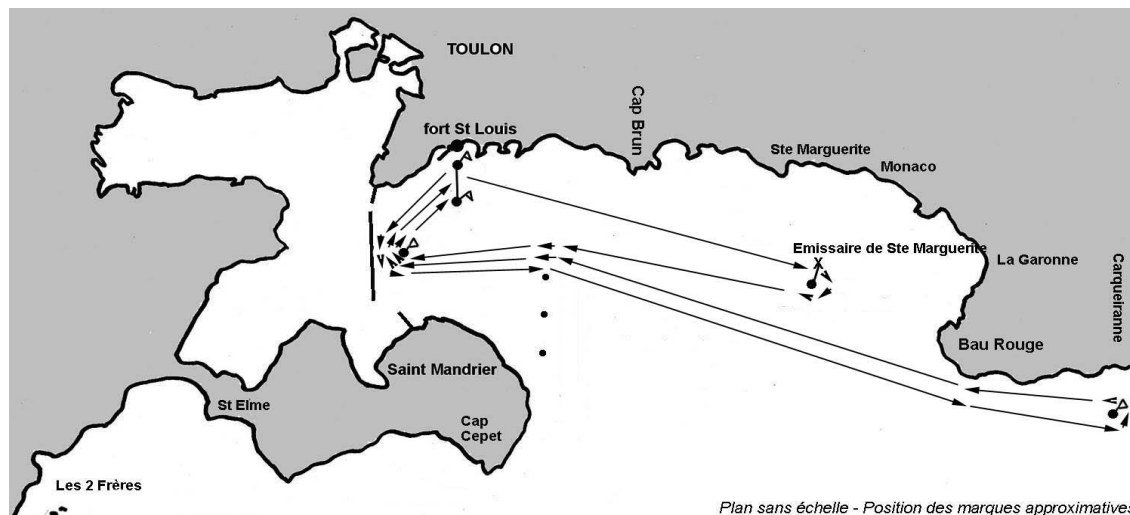 TOULON
fort St Louis
Cap Brun
Ste Marguerite
Monaco
Emissaire de Ste Marguerite
X
La Garonne
Carqueiranne
Bau Rouge
Saint Mandrier
St Elme
Cap
Cepet
Les 2 Frères
Plan sans échelle - Position des marques approximatives